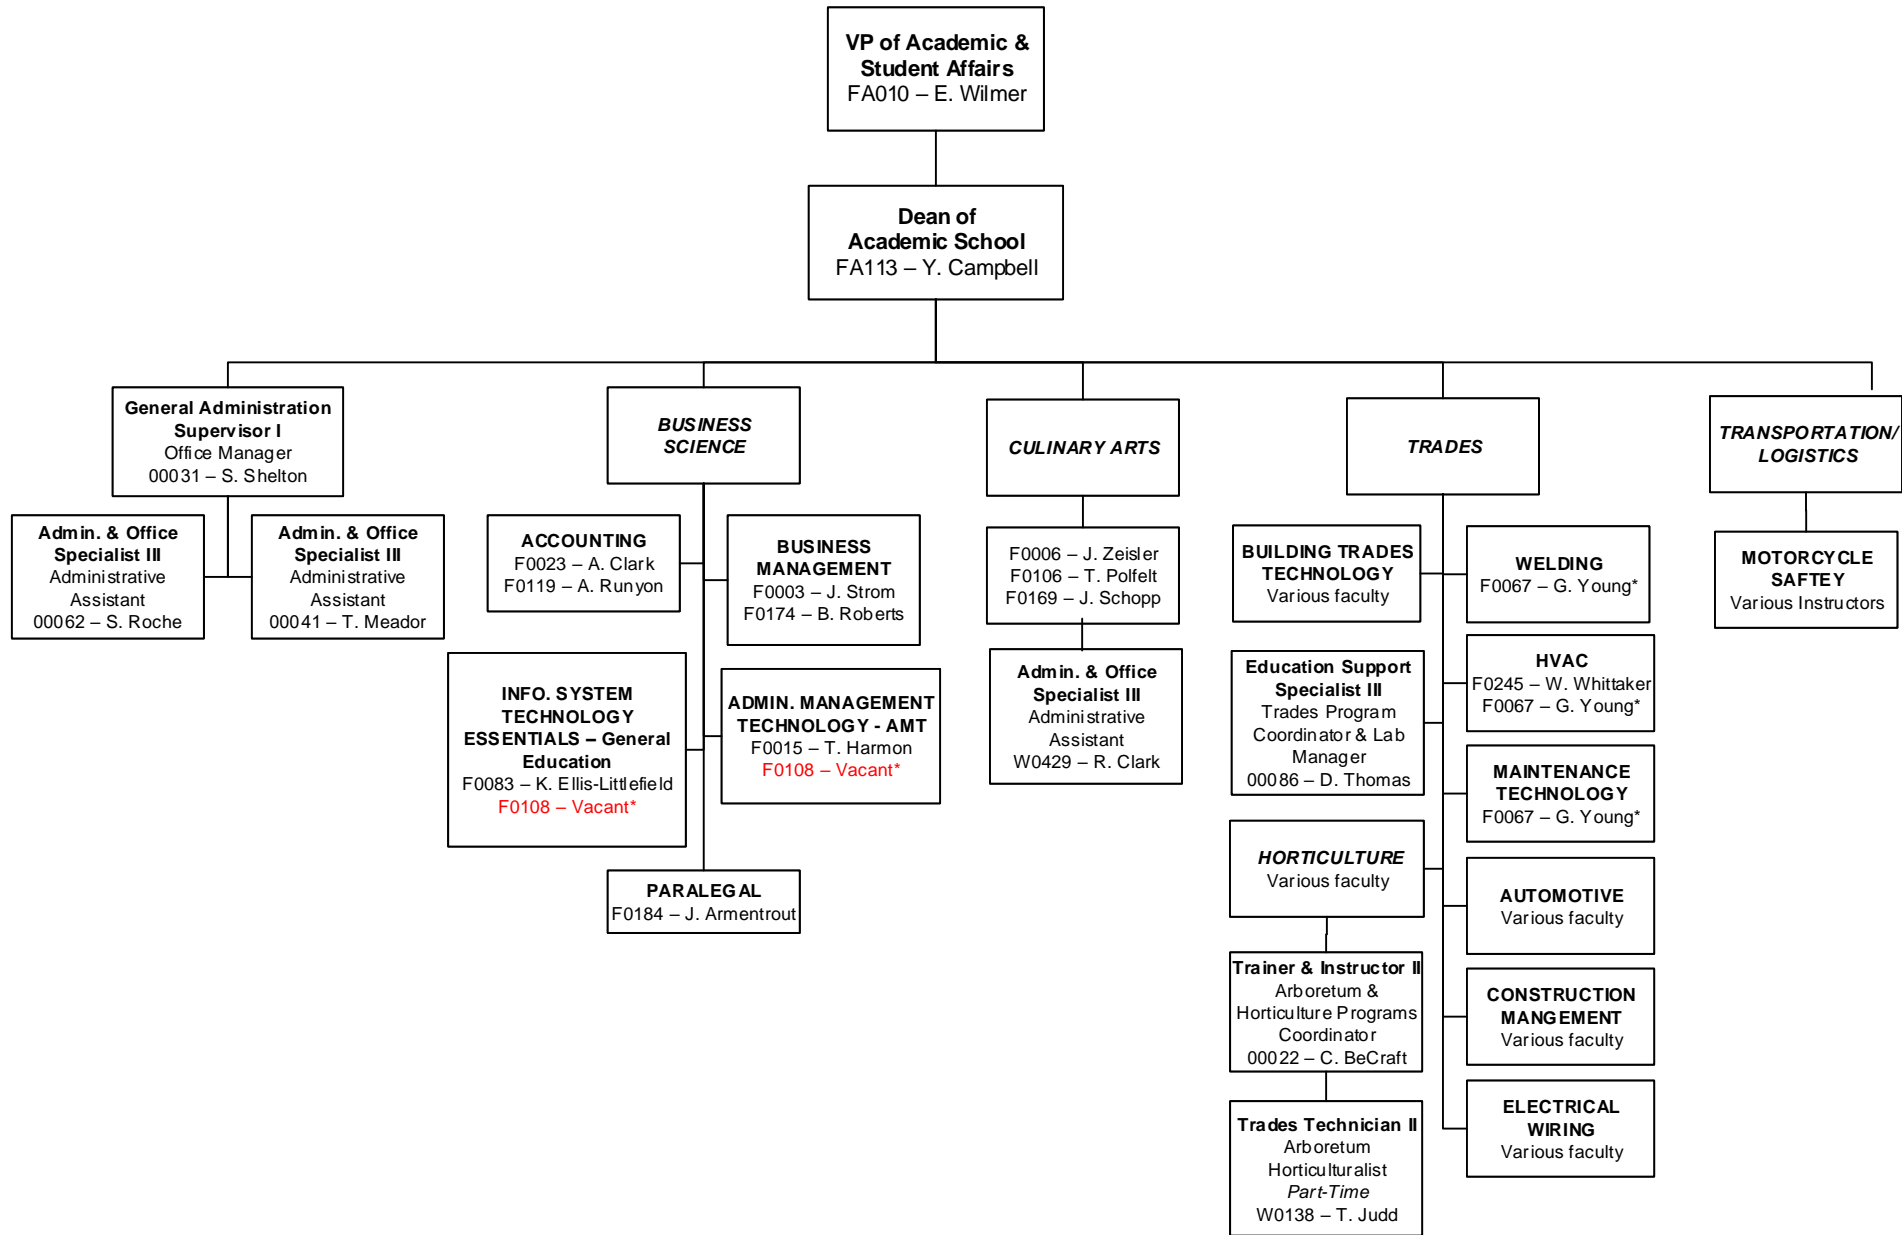 VP of Academic &
Student Affairs
FA010 – E. Wilmer
Dean of
Academic School
FA113 – Y. Campbell
General Administration
Supervisor I
Office Manager
00031 – S. Shelton
Admin. & Office
Specialist III
Administrative
Assistant
00062 – S. Roche
Admin. & Office
Specialist III
Administrative
Assistant
00041 – T. Meador
BUSINESS
SCIENCE
ACCOUNTING
F0023 – A. Clark
F0119 – A. Runyon
BUSINESS
MANAGEMENT
F0003 – J. Strom
F0174 – B. Roberts
INFO. SYSTEM
TECHNOLOGY
ESSENTIALS – General
Education
F0083 – K. Ellis-Littlefield
F0108 – Vacant*
ADMIN. MANAGEMENT
TECHNOLOGY - AMT
F0015 – T. Harmon
F0108 – Vacant*
PARALEGAL
F0184 – J. Armentrout
CULINARY ARTS
F0006 – J. Zeisler
F0106 – T. Polfelt
F0169 – J. Schopp
Admin. & Office
Specialist III
Administrative
Assistant
W0429 – R. Clark
TRADES
BUILDING TRADES
TECHNOLOGY
Various faculty
Education Support
Specialist III
Trades Program
Coordinator & Lab
Manager
00086 – D. Thomas
HORTICULTURE
Various faculty
Trainer & Instructor II
Arboretum &
Horticulture Programs
Coordinator
00022 – C. BeCraft
Trades Technician II
Arboretum
Horticulturalist
Part-Time
W0138 – T. Judd
WELDING
F0067 – G. Young*
HVAC
F0245 – W. Whittaker
F0067 – G. Young*
MAINTENANCE
TECHNOLOGY
F0067 – G. Young*
AUTOMOTIVE
Various faculty
CONSTRUCTION
MANGEMENT
Various faculty
ELECTRICAL
WIRING
Various faculty
TRANSPORTATION/
LOGISTICS
MOTORCYCLE
SAFTEY
Various Instructors